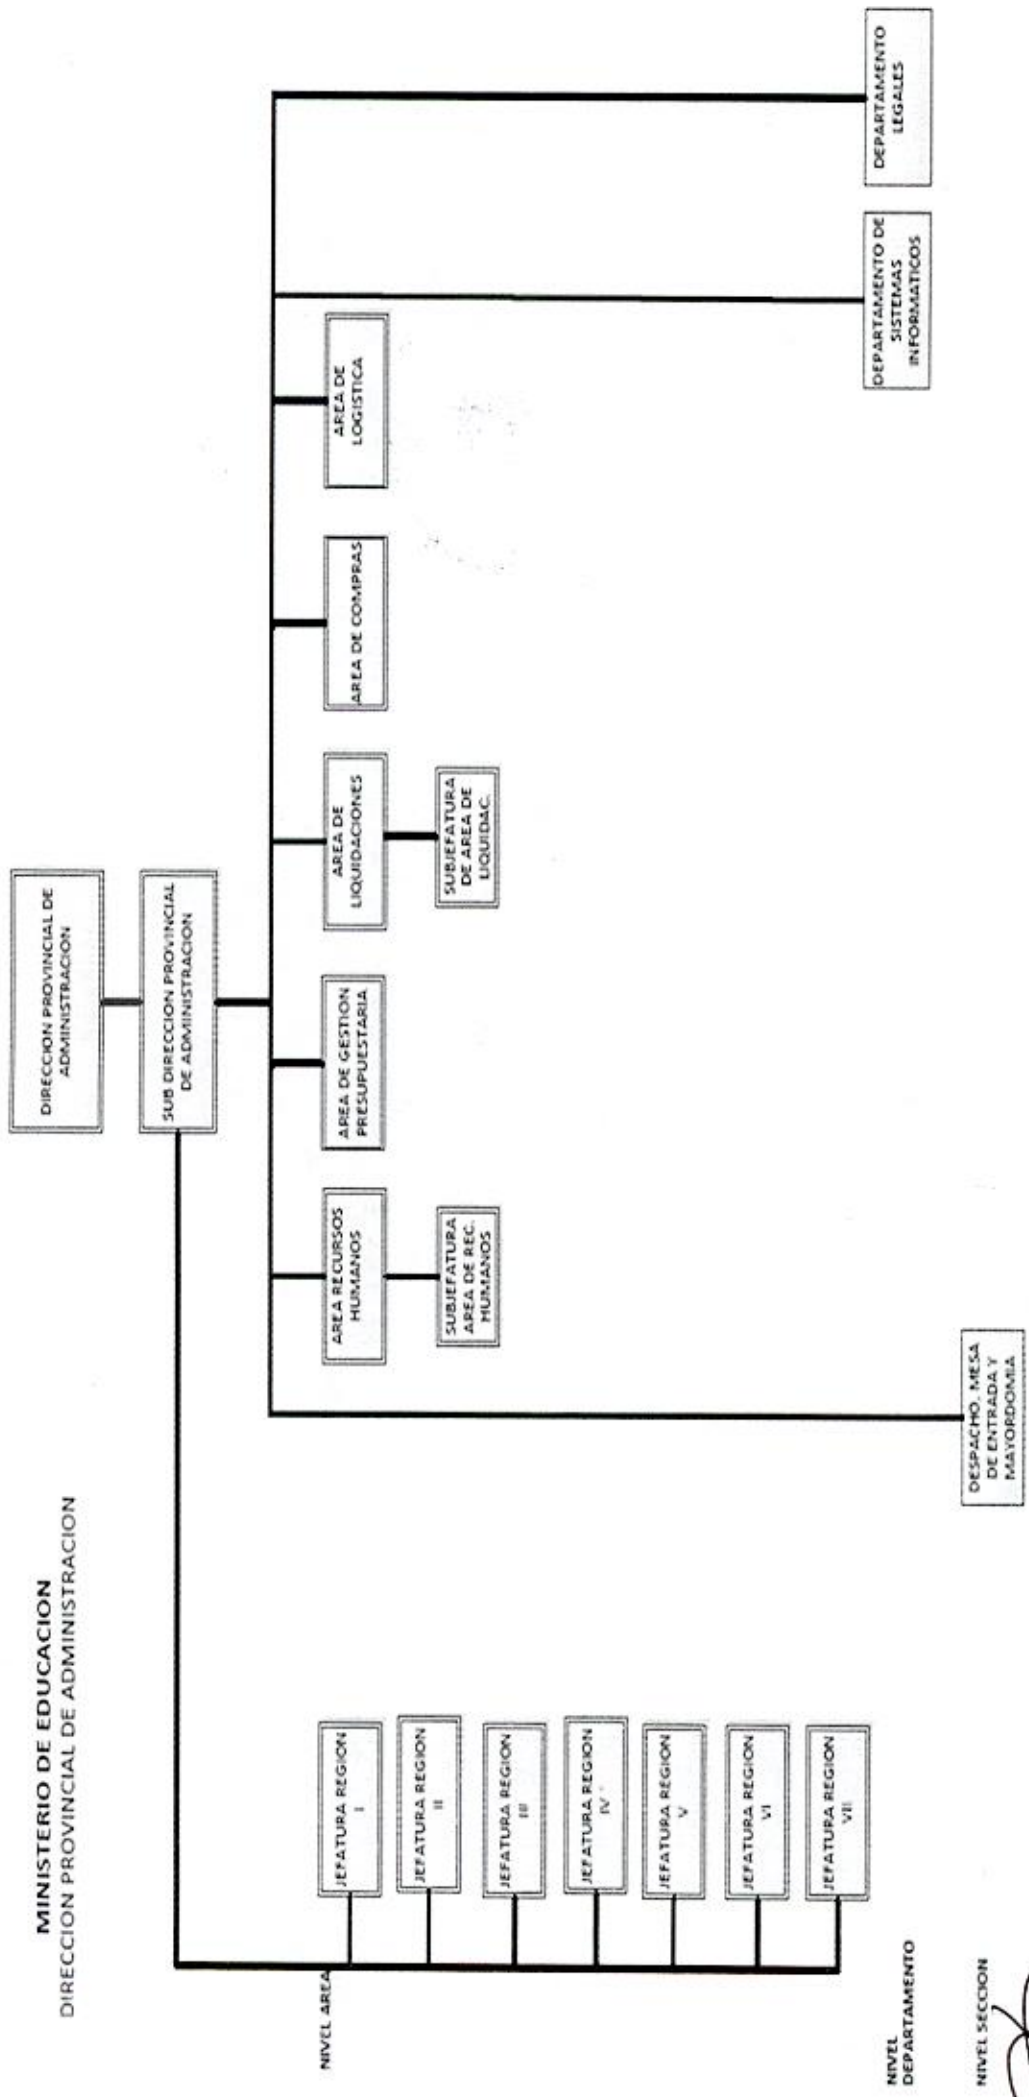 MINISTERIO DE EDUCACION
DIRECCION PROVINCIAL DE ADMINISTRACION
DIRECCION PROVINCIAL DE
ADMINISTRACION
SUB DIRECCION PROVINCIAL
DE ADMINISTRACION
NIVEL AREA
JEFATURA REGION
I
JEFATURA REGION
II
JEFATURA REGION
III
JEFATURA REGION
IV
JEFATURA REGION
V
JEFATURA REGION
VI
JEFATURA REGION
VII
AREA RECURSOS
HUMANOS
SUBJEFATURA
AREA DE REC.
HUMANOS
AREA DE GESTION
PRESUPUESTARIA
AREA DE
LIQUIDACIONES
SUBJEFATURA
DE AREA DE
LIQUIDAC.
AREA DE COMPRAS
AREA DE
LOGISTICA
NIVEL
DEPARTAMENTO
DEPARTAMENTO DE
SISTEMAS
INFORMATICOS
DEPARTAMENTO
LEGALES
NIVEL SECCION
DESPACHO, MESA
DE ENTRADA Y
MAYORDOMIA